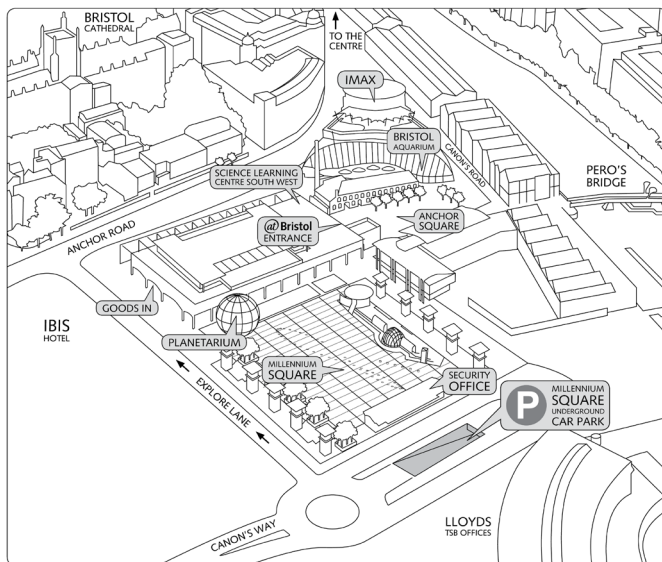 BRISTOL
CATHEDRAL
TO THE
CENTRE
IMAX
BRISTOL
AQUARIUM
CANON'S ROAD
SCIENCE LEARNING
CENTRE SOUTH WEST
PERO'S
BRIDGE
@Bristol
ENTRANCE
ANCHOR
SQUARE
ANCHOR ROAD
GOODS IN
IBIS
HOTEL
PLANETARIUM
MILLENNIUM
SQUARE
SECURITY
OFFICE
EXPLORE LANE
P
MILLENNIUM
SQUARE
UNDERGROUND
CAR PARK
CANON'S WAY
LLOYDS
TSB OFFICES